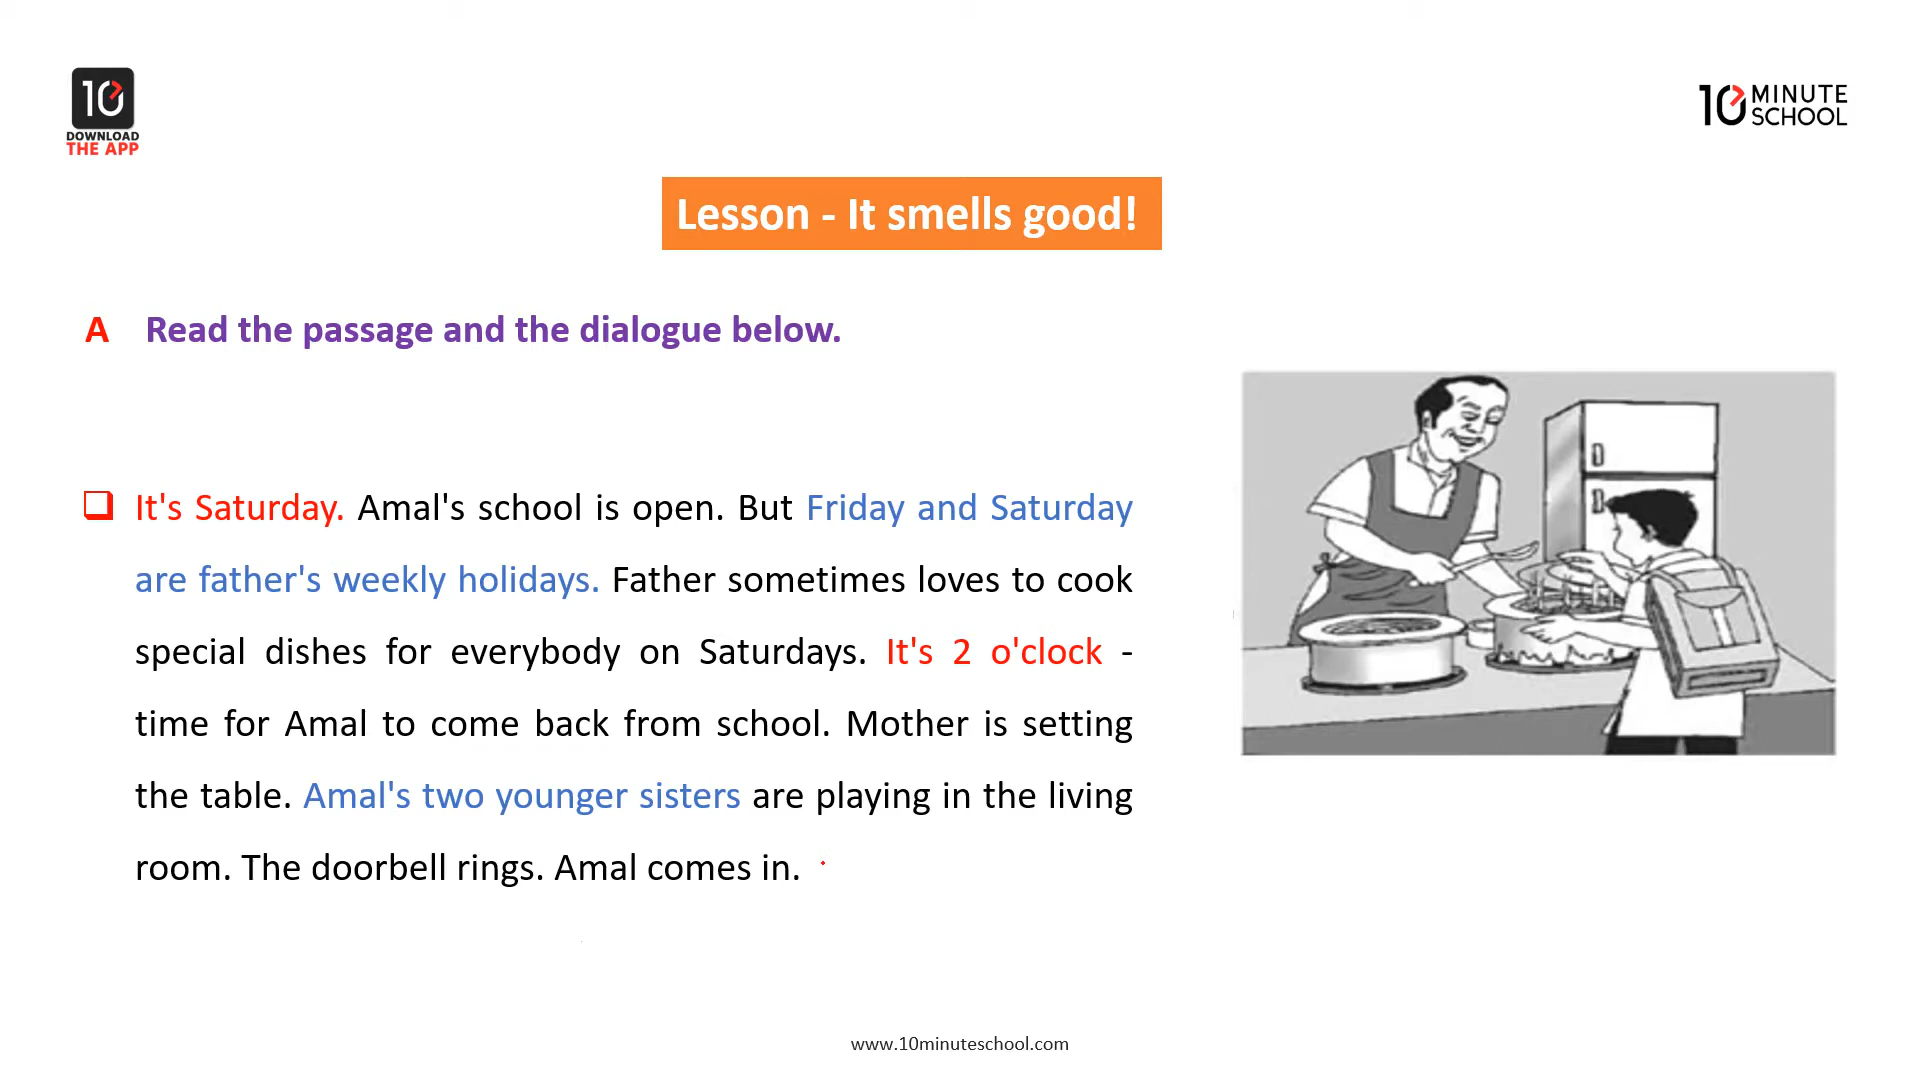 10
DOWNLOAD
THE APP
10 MINUTE
SCHOOL
Lesson - It smells good!
A Read the passage and the dialogue below.
It's Saturday. Amal's school is open. But Friday and Saturday
are father's weekly holidays. Father sometimes loves to cook
special dishes for everybody on Saturdays. It's 2 o'clock -
time for Amal to come back from school. Mother is setting
the table. Amal's two younger sisters are playing in the living
room. The doorbell rings. Amal comes in.
www.10minuteschool.com